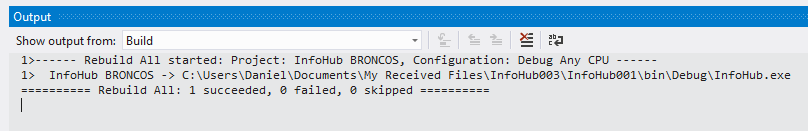 Output
Show output from: Build
1>------ Rebuild All started: Project: InfoHub BRONCOS, Configuration: Debug Any CPU ------
1>  InfoHub BRONCOS -> C:\Users\Daniel\Documents\My Received Files\InfoHub003\InfoHub001\bin\Debug\InfoHub.exe
========== Rebuild All: 1 succeeded, 0 failed, 0 skipped ==========